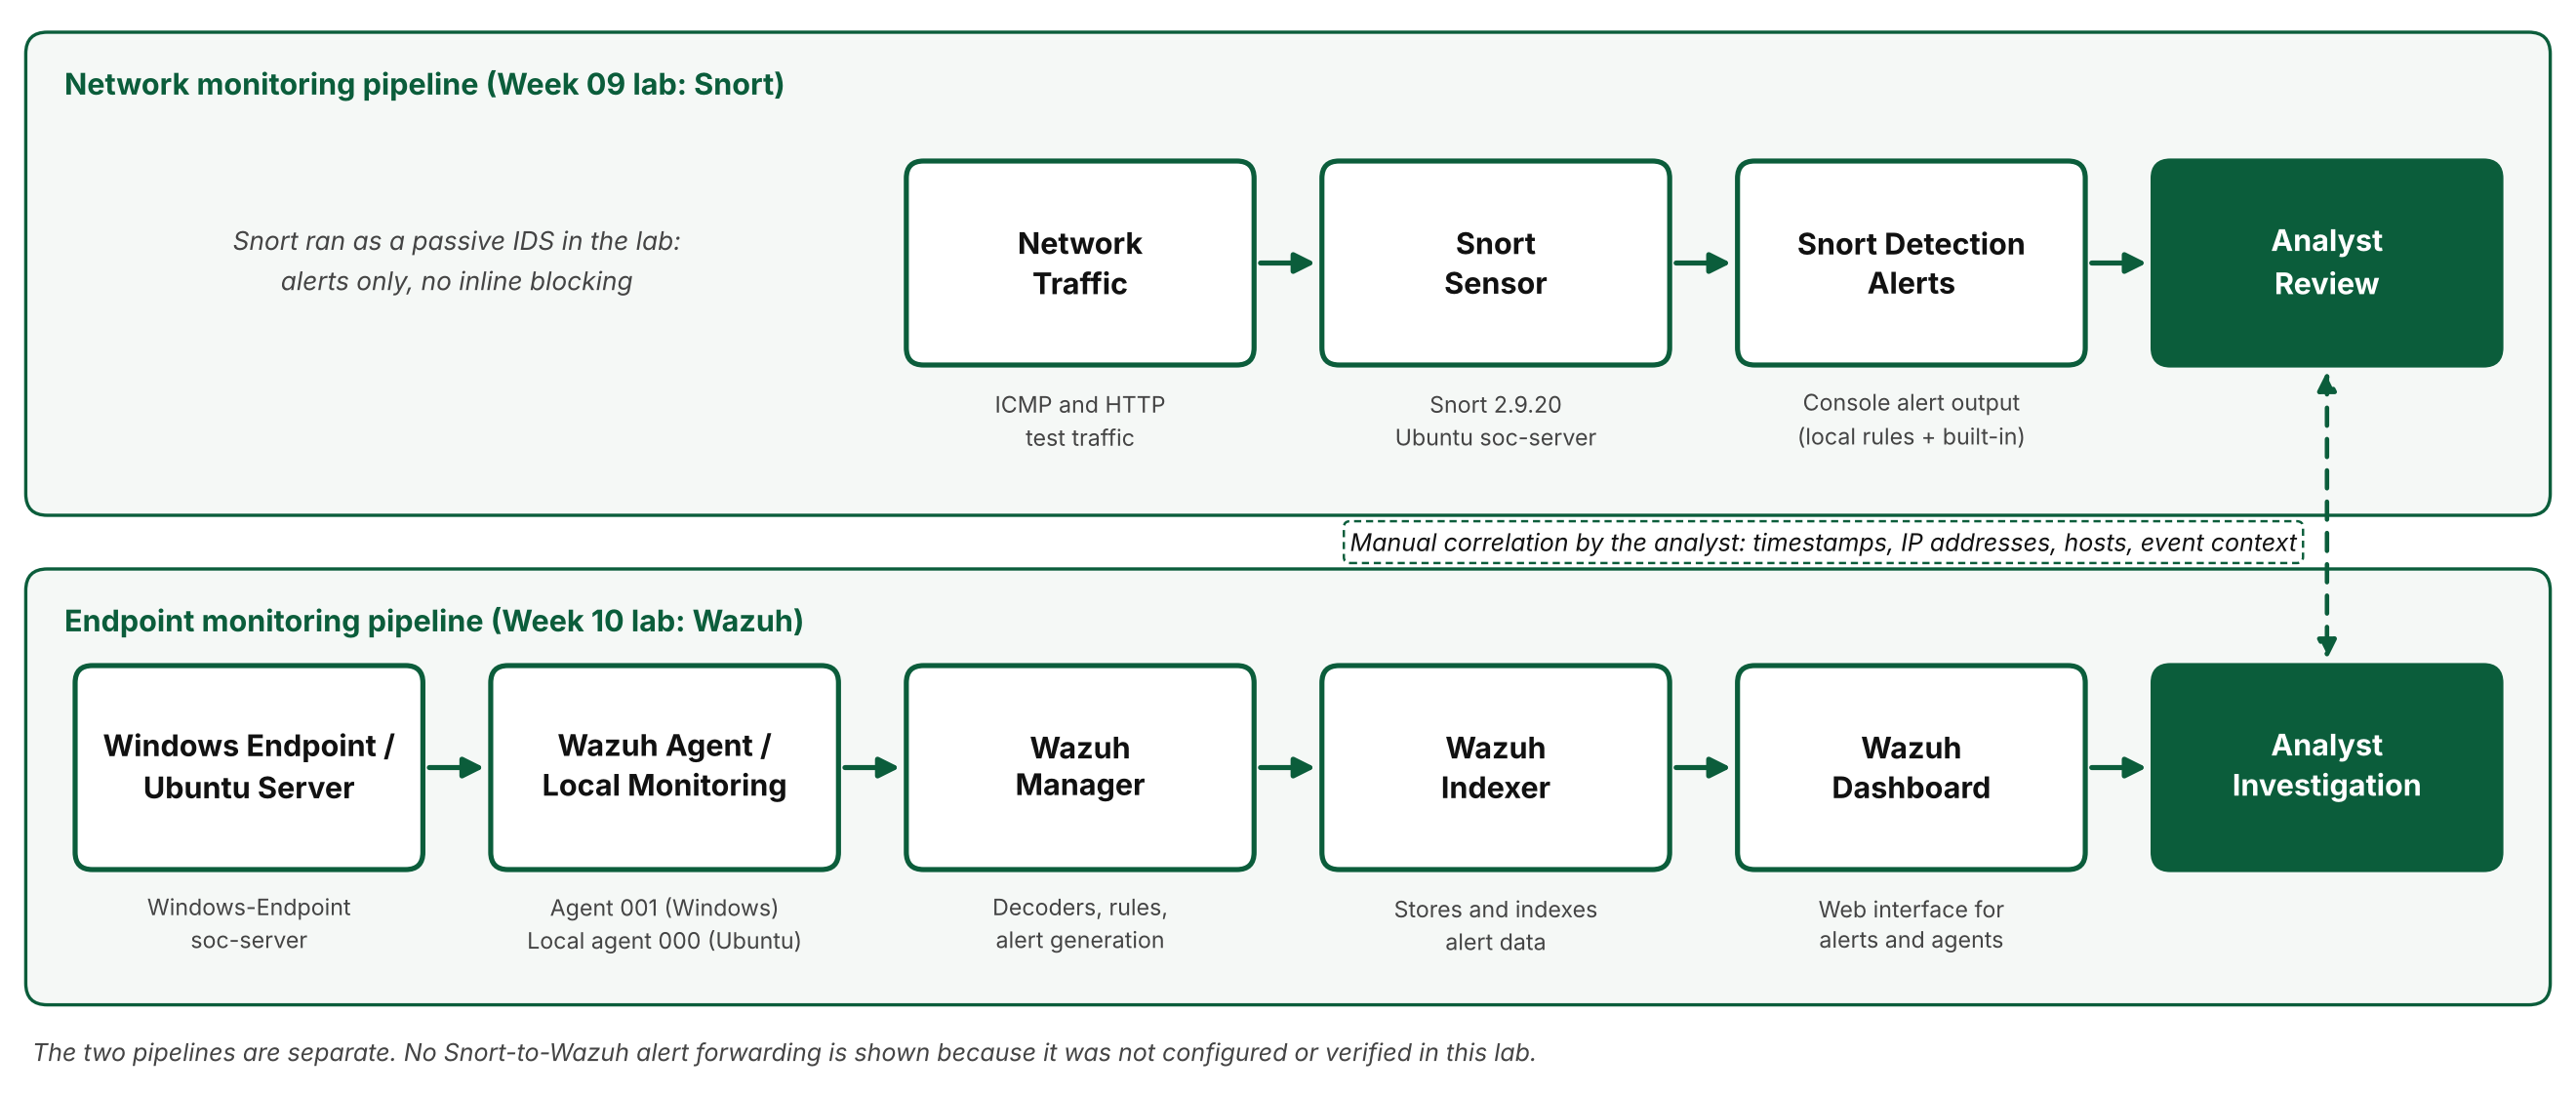 Network monitoring pipeline (Week 09 lab: Snort)
Snort ran as a passive IDS in the lab:
alerts only, no inline blocking
Network
Traffic
ICMP and HTTP
test traffic
Snort
Sensor
Snort 2.9.20
Ubuntu soc-server
Snort Detection
Alerts
Console alert output
(local rules + built-in)
Analyst
Review
Manual correlation by the analyst: timestamps, IP addresses, hosts, event context
Endpoint monitoring pipeline (Week 10 lab: Wazuh)
Windows Endpoint /
Ubuntu Server
Windows-Endpoint
soc-server
Wazuh Agent /
Local Monitoring
Agent 001 (Windows)
Local agent 000 (Ubuntu)
Wazuh
Manager
Decoders, rules,
alert generation
Wazuh
Indexer
Stores and indexes
alert data
Wazuh
Dashboard
Web interface for
alerts and agents
Analyst
Investigation
The two pipelines are separate. No Snort-to-Wazuh alert forwarding is shown because it was not configured or verified in this lab.